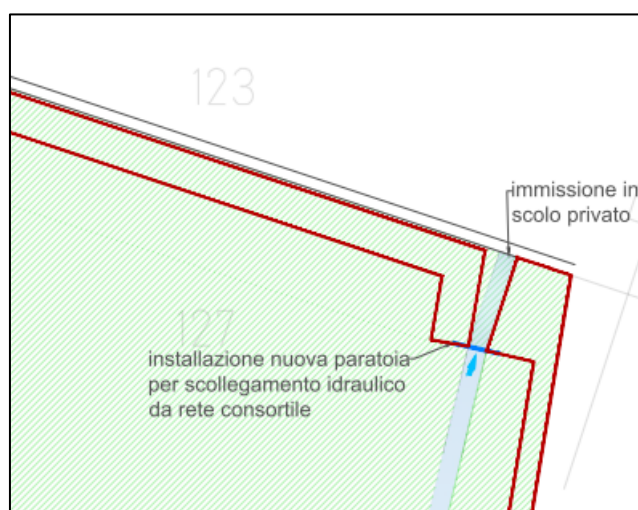 123
immissione in
scolo privato
127
installazione nuova paratoia
per scollegamento idraulico
da rete consortile